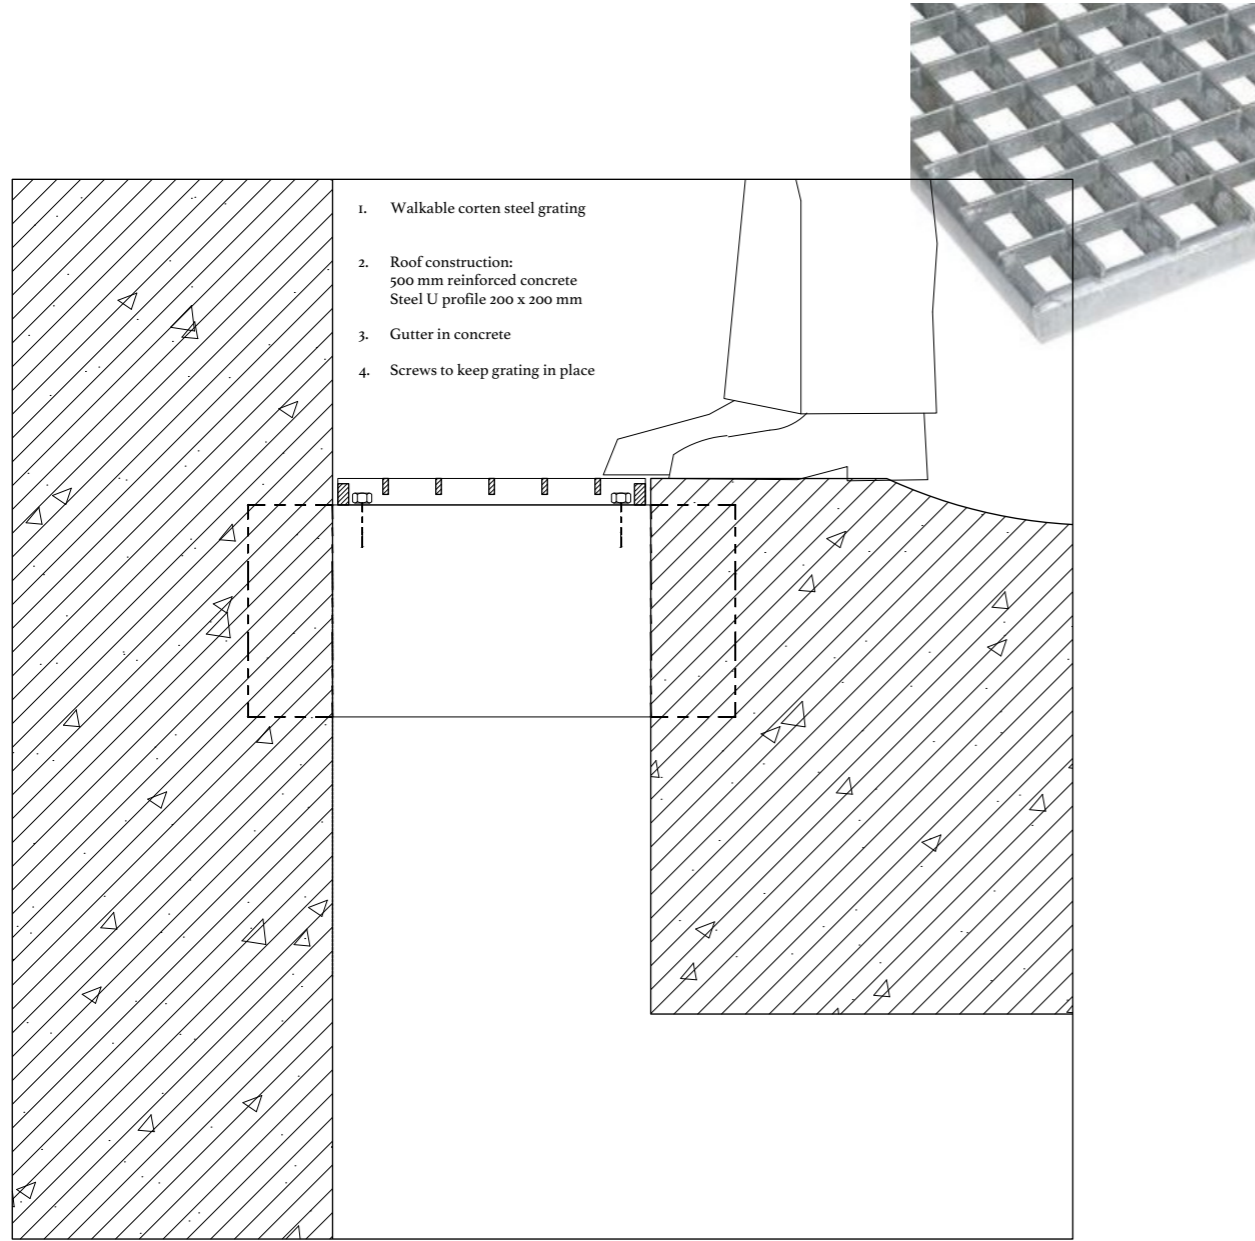 1. Walkable corten steel grating
2. Roof construction:
500 mm reinforced concrete
Steel U profile 200 x 200 mm
3. Gutter in concrete
4. Screws to keep grating in place